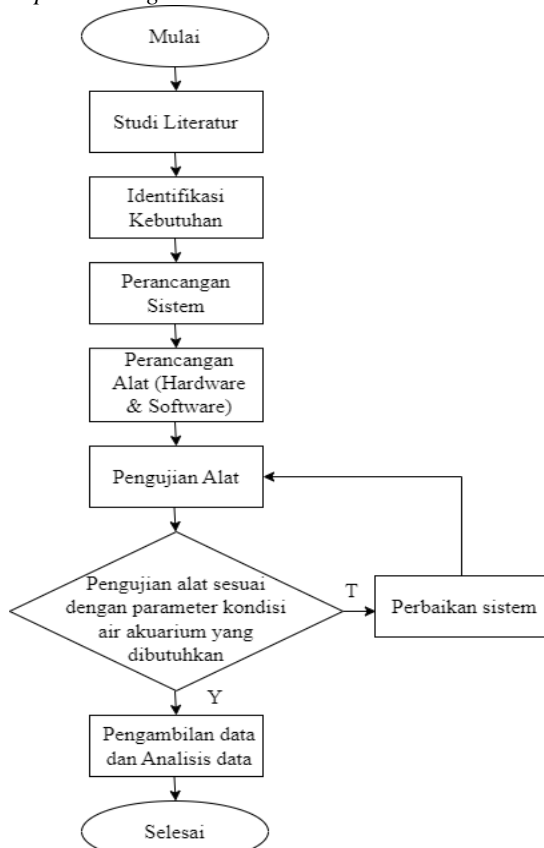 Mulai
Studi Literatur
Identifikasi
Kebutuhan
Perancangan
Sistem
Perancangan
Alat (Hardware
& Software)
Pengujian Alat
Pengujian alat sesuai
dengan parameter kondisi
air akuarium yang
dibutuhkan
T
Perbaikan sistem
Y
Pengambilan data
dan Analisis data
Selesai